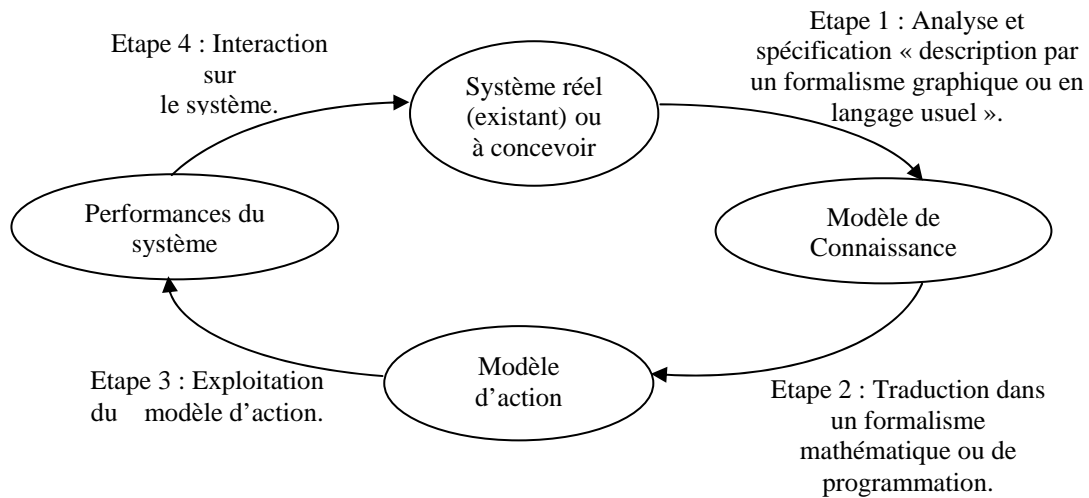 Etape 4 : Interaction
sur
le système.
Système réel
(existant) ou
à concevoir
Etape 1 : Analyse et
spécification « description par
un formalisme graphique ou en
langage usuel ».
Performances du
système
Modèle de
Connaissance
Etape 3 : Exploitation
du modèle d’action.
Modèle
d’action
Etape 2 : Traduction dans
un formalisme
mathématique ou de
programmation.